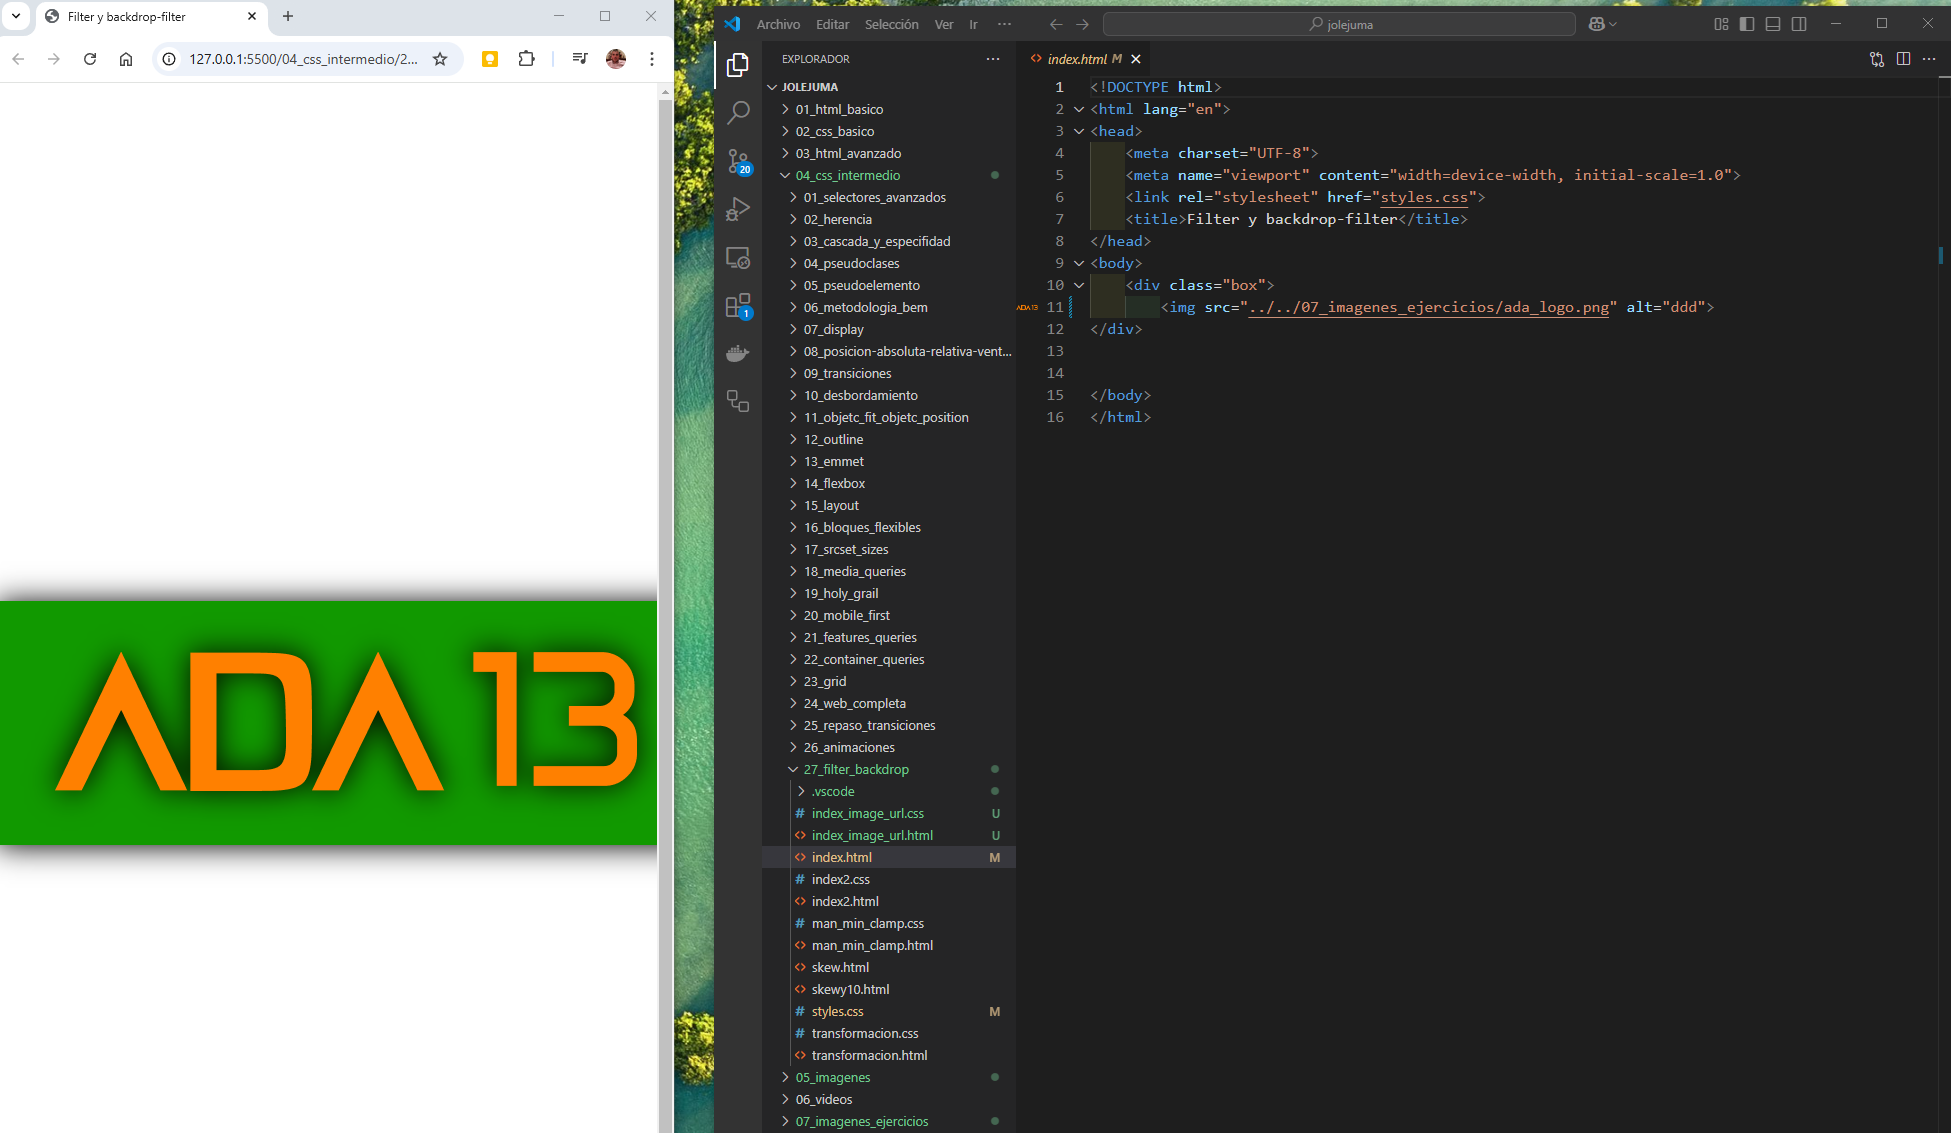 Filter y backdrop-filter
127.0.0.1:5500/04_css_intermedio/2...
ADA 13
Archivo Editar Selección Ver Ir ···
jolejuma
EXPLORADOR
JOLEJUMA
01_html_basico
02_css_basico
03_html_avanzado
04_css_intermedio
01_selectores_avanzados
02_herencia
03_cascada_y_especifidad
04_pseudoclases
05_pseudoelemento
06_metodologia_bem
07_display
08_posicion-absoluta-relativa-vent...
09_transiciones
10_desbordamiento
11_objetc_fit_objetc_position
12_outline
13_emmet
14_flexbox
15_layout
16_bloques_flexibles
17_srcset_sizes
18_media_queries
19_holy_grail
20_mobile_first
21_features_queries
22_container_queries
23_grid
24_web_completa
25_repaso_transiciones
26_animaciones
27_filter_backdrop
.vscode
# index_image_url.css U
<> index_image_url.html U
<> index.html M
# index2.css
<> index2.html
# man_min_clamp.css
<> man_min_clamp.html
<> skew.html
<> skewy10.html
# styles.css M
# transformacion.css
<> transformacion.html
05_imagenes
06_videos
07_imagenes_ejercicios
20
1
<> index.html M
1 <!DOCTYPE html>
2 <html lang="en">
3 <head>
4 <meta charset="UTF-8">
5 <meta name="viewport" content="width=device-width, initial-scale=1.0">
6 <link rel="stylesheet" href="styles.css">
7 <title>Filter y backdrop-filter</title>
8 </head>
9 <body>
10 <div class="box">
ADA 13 11 <img src="../../07_imagenes_ejercicios/ada_logo.png" alt="ddd">
12 </div>
13
14
15 </body>
16 </html>